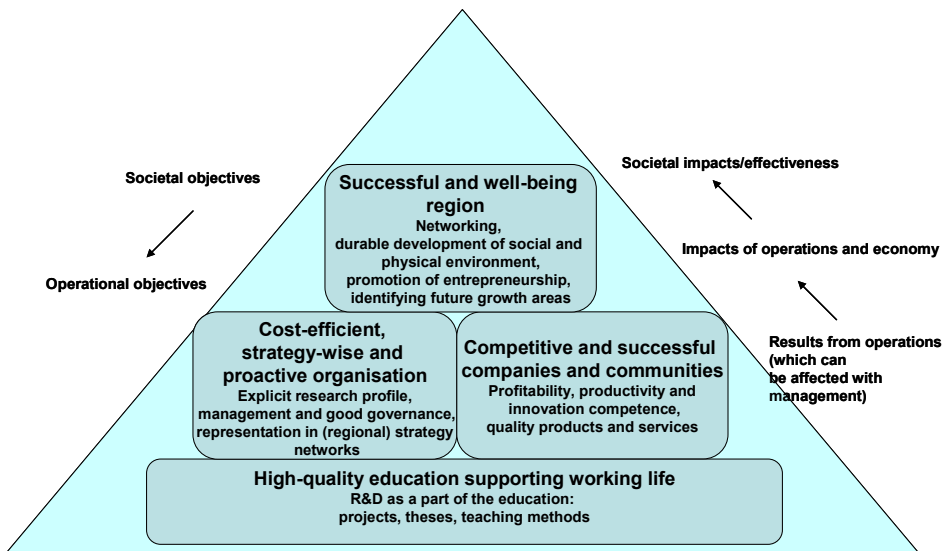 Societal objectives
Operational objectives
Societal impacts/effectiveness
Impacts of operations and economy
Results from operations
(which can
be affected with
management)
Successful and well-being
region
Networking,
durable development of social and
physical environment,
promotion of entrepreneurship,
identifying future growth areas
Cost-efficient,
strategy-wise and
proactive organisation
Explicit research profile,
management and good governance,
representation in (regional) strategy
networks
Competitive and successful
companies and communities
Profitability, productivity and
innovation competence,
quality products and services
High-quality education supporting working life
R&D as a part of the education:
projects, theses, teaching methods